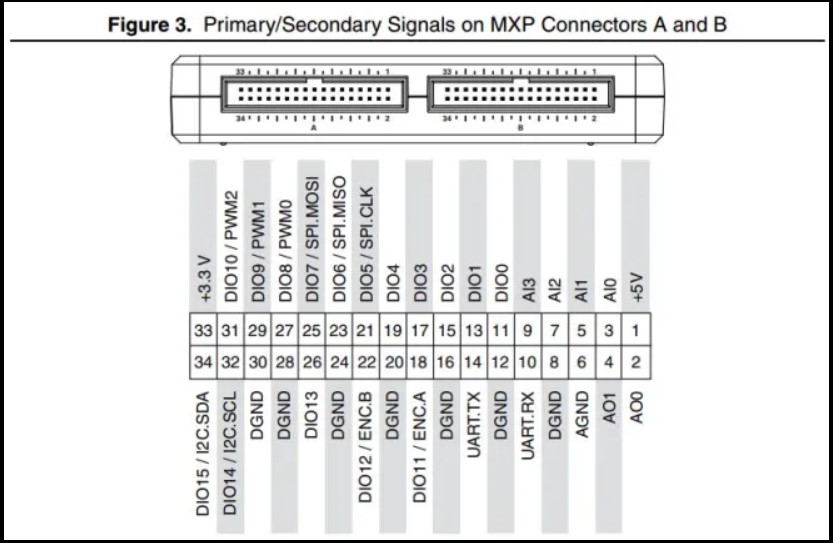 Figure 3. Primary/Secondary Signals on MXP Connectors A and B
33 1 33 1
34 2 34 2
A B
+3.3 V
DIO10 / PWM2
DIO9 / PWM1
DIO8 / PWM0
DIO7 / SPI.MOSI
DIO6 / SPI.MISO
DIO5 / SPI.CLK
DIO4
DIO3
DIO2
DIO1
DIO0
AI3
AI2
AI1
AI0
+5V
33 31 29 27 25 23 21 19 17 15 13 11 9 7 5 3 1
34 32 30 28 26 24 22 20 18 16 14 12 10 8 6 4 2
DIO15 / I2C.SDA
DIO14 / I2C.SCL
DGND
DGND
DIO13
DGND
DIO12 / ENC.B
DGND
DIO11 / ENC.A
DGND
UART.TX
DGND
UART.RX
DGND
AGND
AO1
AO0